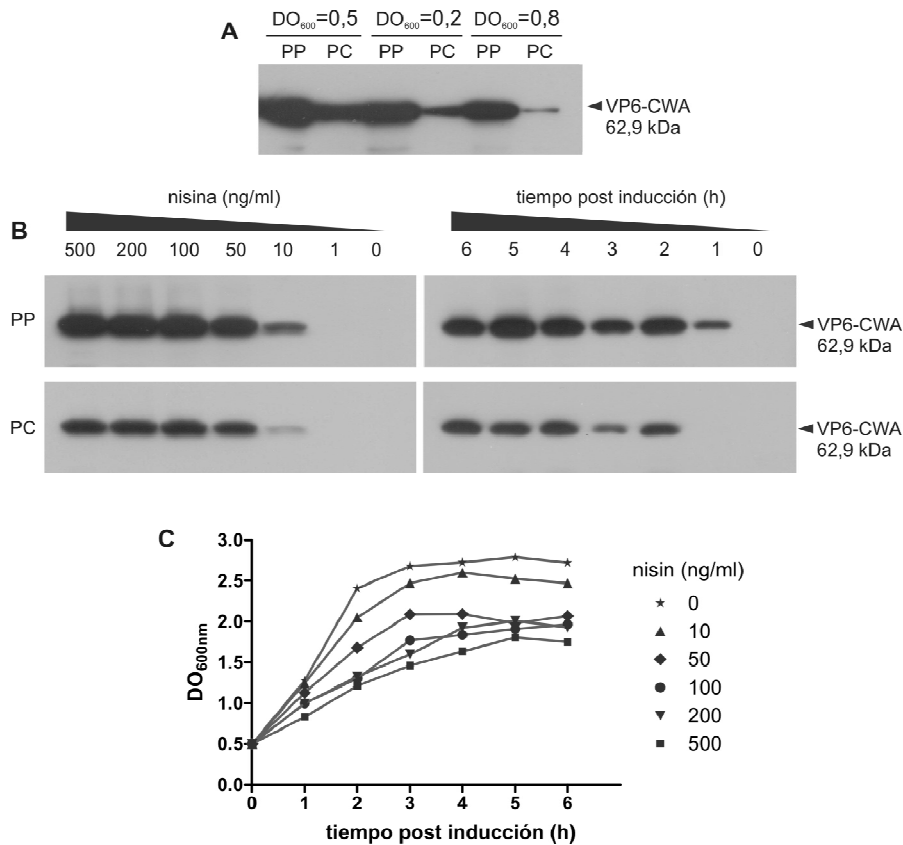 A
DO600=0,5 DO600=0,2 DO600=0,8
PP PC PP PC PP PC
VP6-CWA
62,9 kDa
B
nisina (ng/ml)
500 200 100 50 10 1 0
tiempo post inducción (h)
6 5 4 3 2 1 0
PP
VP6-CWA
62,9 kDa
PC
VP6-CWA
62,9 kDa
C
DO600nm
3.0
2.5
2.0
1.5
1.0
0.5
0.0
0 1 2 3 4 5 6
tiempo post inducción (h)
nisin (ng/ml)
0
10
50
100
200
500